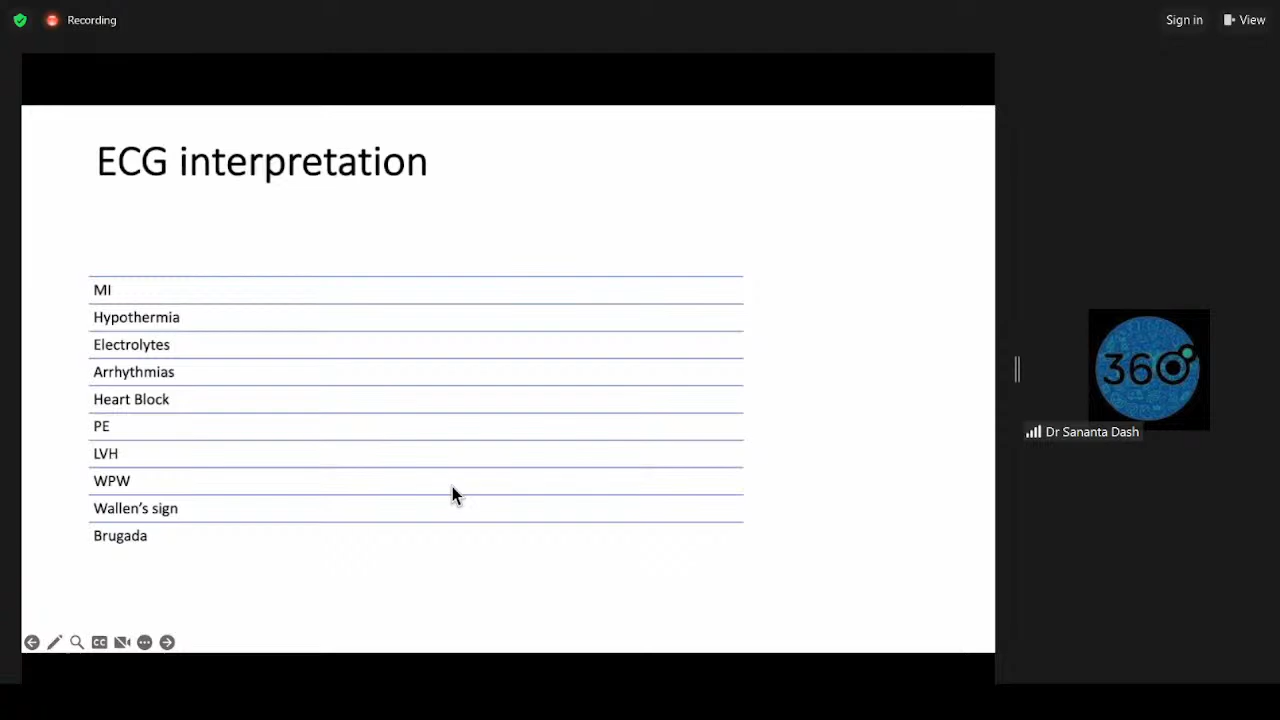 Recording
Sign in
View
ECG interpretation
MI
Hypothermia
Electrolytes
Arrhythmias
Heart Block
PE
LVH
WPW
Wallen's sign
Brugada
360
Dr Sananta Dash
CC